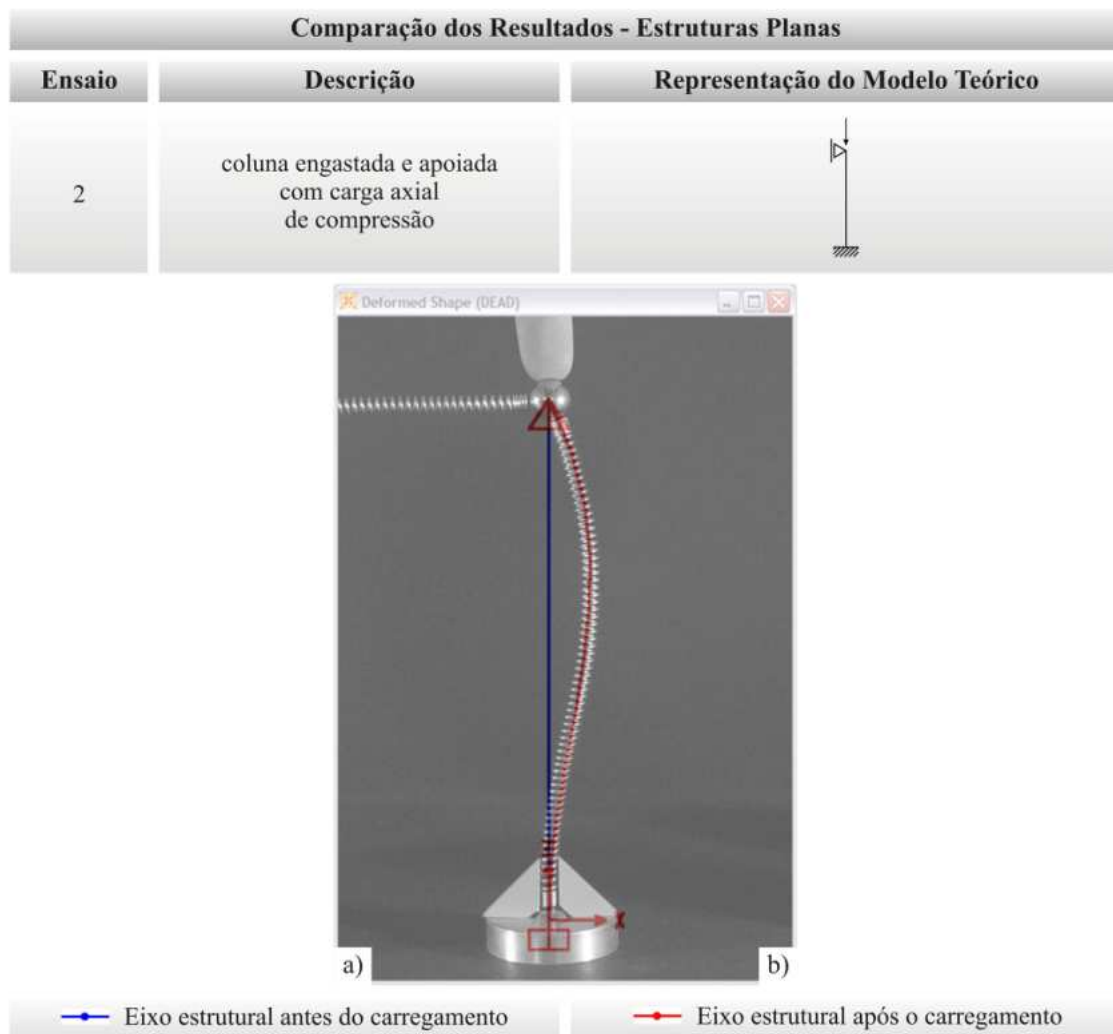 Comparação dos Resultados - Estruturas Planas
Ensaio
Descrição
Representação do Modelo Teórico
2
coluna engastada e apoiada
com carga axial
de compressão
Deformed Shape (DEAD)
X
a)
b)
Eixo estrutural antes do carregamento
Eixo estrutural após o carregamento